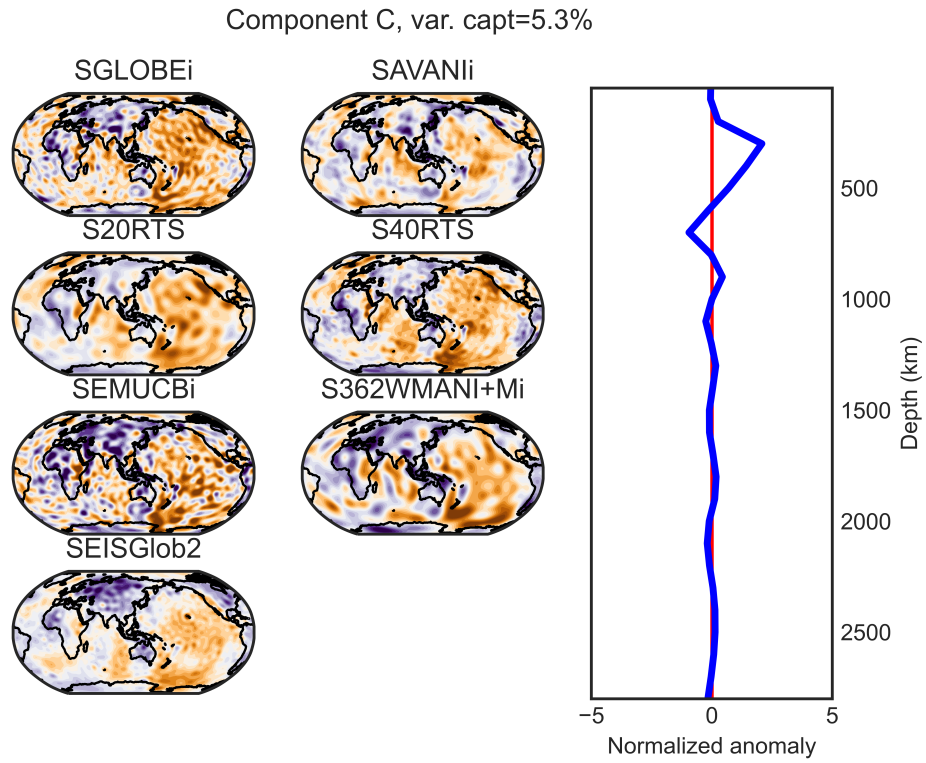 Component C, var. capt=5.3%
SGLOBEi
SAVANIi
S20RTS
S40RTS
SEMUCBi
S362WMANI+Mi
SEISGlob2
500
1000
1500
2000
2500
Depth (km)
−5
0
5
Normalized anomaly